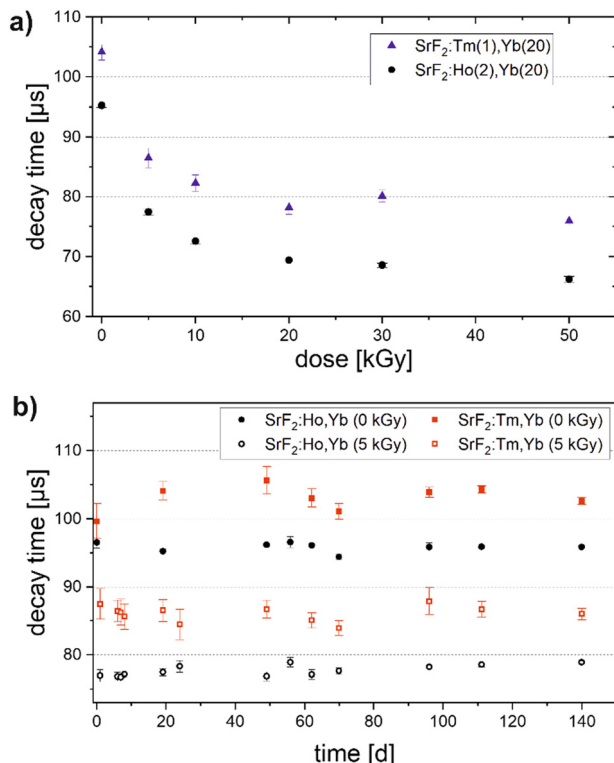 a)
110
100
90
80
70
60
decay time [µs]
SrF₂:Tm(1),Yb(20)
SrF₂:Ho(2),Yb(20)
0 10 20 30 40 50
dose [kGy]
b)
SrF₂:Ho,Yb (0 kGy) SrF₂:Tm,Yb (0 kGy)
SrF₂:Ho,Yb (5 kGy) SrF₂:Tm,Yb (5 kGy)
110
100
90
80
decay time [µs]
0 20 40 60 80 100 120 140
time [d]